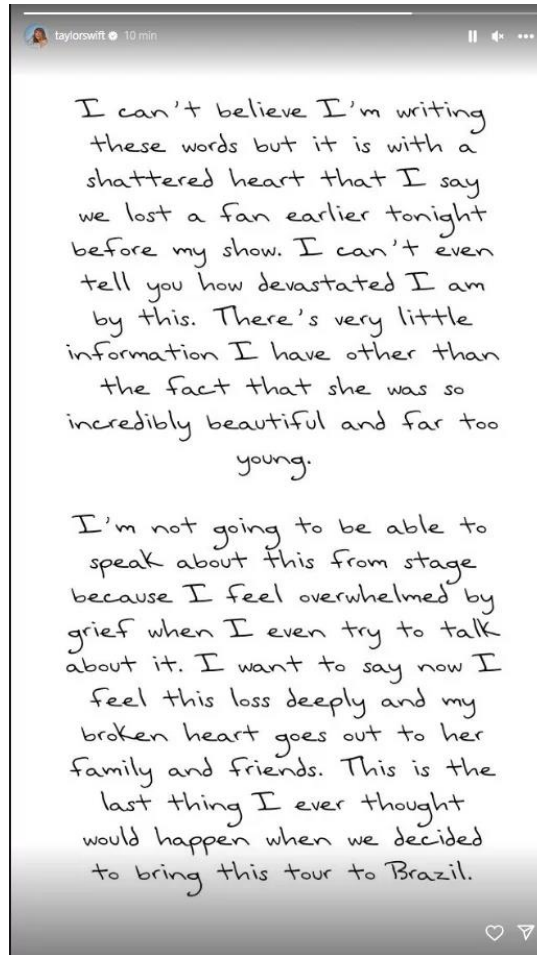 taylorswift 10 min
I can't believe I'm writing
these words but it is with a
shattered heart that I say
we lost a fan earlier tonight
before my show. I can't even
tell you how devastated I am
by this. There's very little
information I have other than
the fact that she was so
incredibly beautiful and far too
young.
I'm not going to be able to
speak about this from stage
because I feel overwhelmed by
grief when I even try to talk
about it. I want to say now I
feel this loss deeply and my
broken heart goes out to her
family and friends. This is the
last thing I ever thought
would happen when we decided
to bring this tour to Brazil.